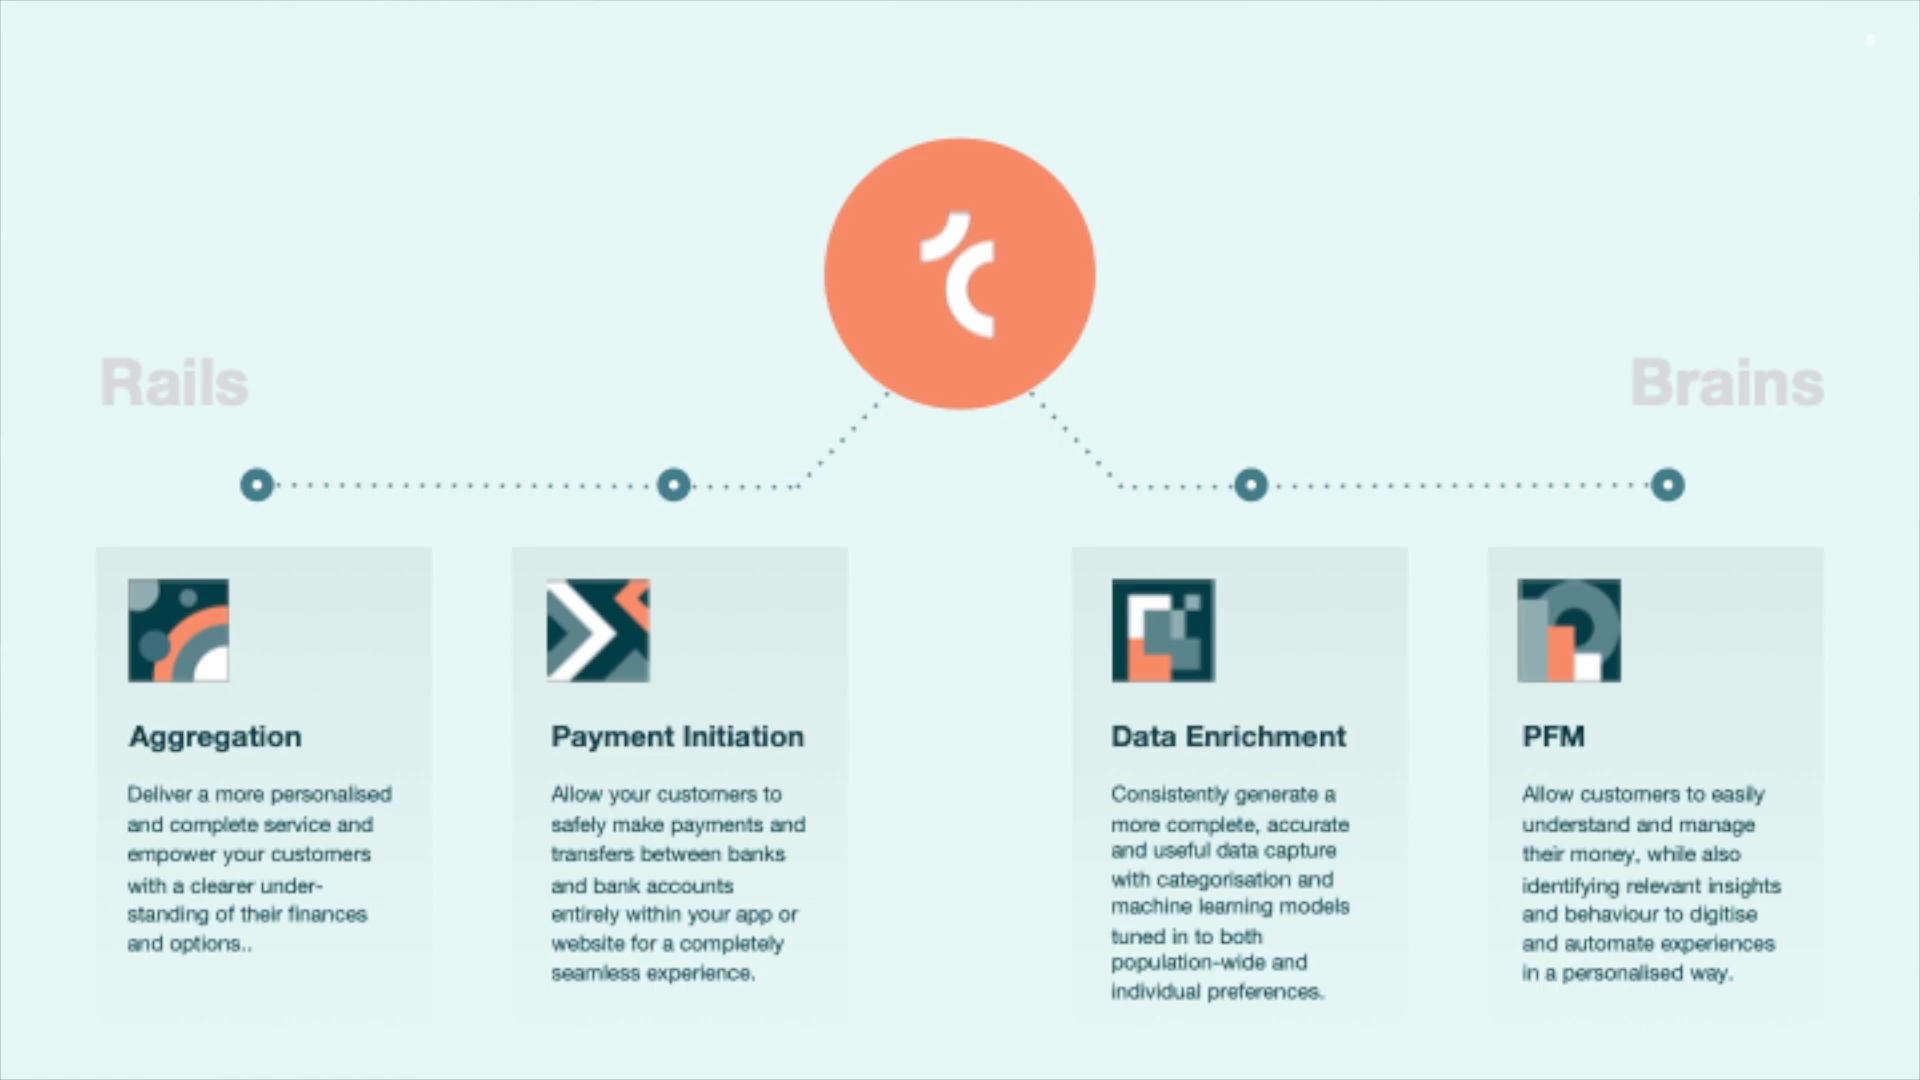 Rails
Brains
Aggregation
Deliver a more personalised
and complete service and
empower your customers
with a clearer under-
standing of their finances
and options..
Payment Initiation
Allow your customers to
safely make payments and
transfers between banks
and bank accounts
entirely within your app or
website for a completely
seamless experience.
Data Enrichment
Consistently generate a
more complete, accurate
and useful data capture
with categorisation and
machine learning models
tuned in to both
population-wide and
individual preferences.
PFM
Allow customers to easily
understand and manage
their money, while also
identifying relevant insights
and behaviour to digitise
and automate experiences
in a personalised way.